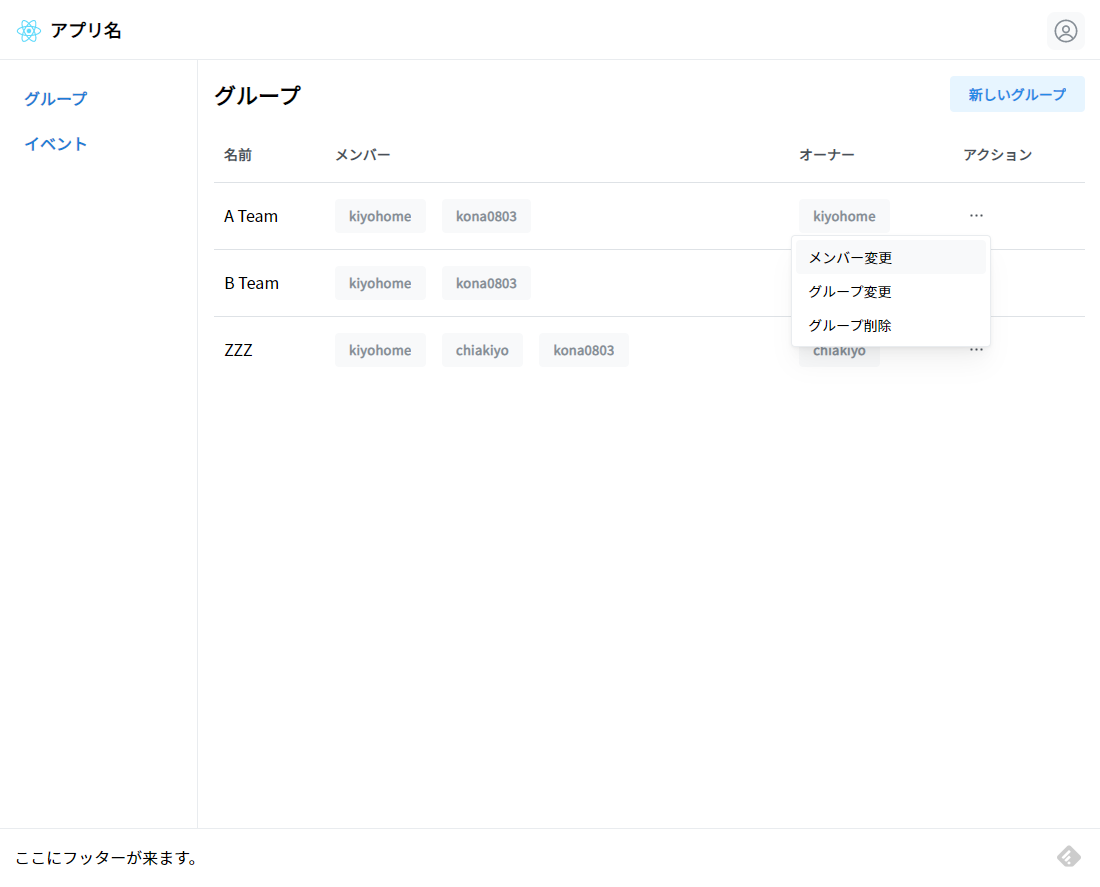 アプリ名
グループ
イベント
グループ
新しいグループ
名前 メンバー オーナー アクション
A Team kiyohome kona0803 kiyohome ...
メンバー変更
グループ変更
グループ削除
B Team kiyohome kona0803
ZZZ kiyohome chiakiyo kona0803 chiakiyo ...
ここにフッターが来ます。